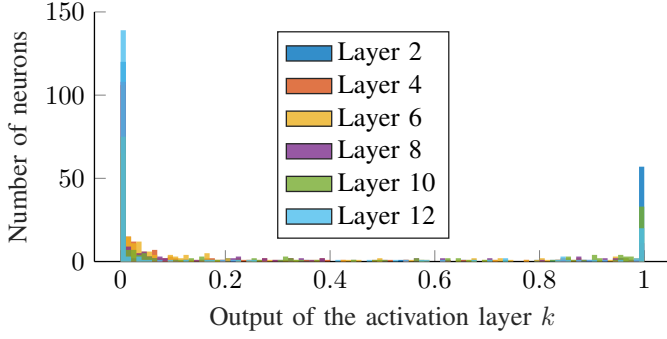 150
100
50
0
Number of neurons
Layer 2
Layer 4
Layer 6
Layer 8
Layer 10
Layer 12
0 0.2 0.4 0.6 0.8 1
Output of the activation layer k